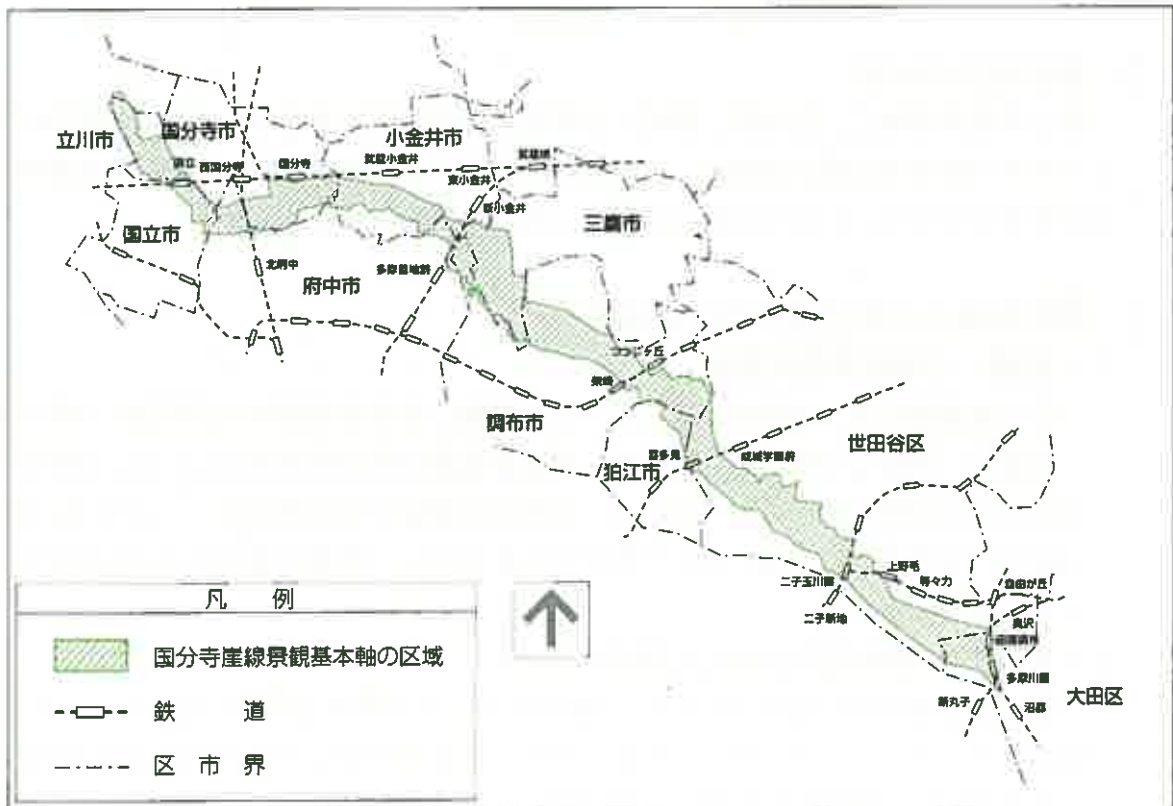 立川市
国分寺市
小金井市
国立
西国分寺
国分寺
武蔵小金井
東小金井
武蔵境
新小金井
三鷹市
国立市
北府中
府中市
多摩墓地前
つつじヶ丘
柴崎
調布市
喜多見
狛江市
成城学園前
世田谷区
二子玉川園
二子新地
上野毛
等々力
自由が丘
奥沢
田園調布
多摩川園
新丸子
沼部
大田区
凡 例
国分寺崖線景観基本軸の区域
鉄 道
区 市 界